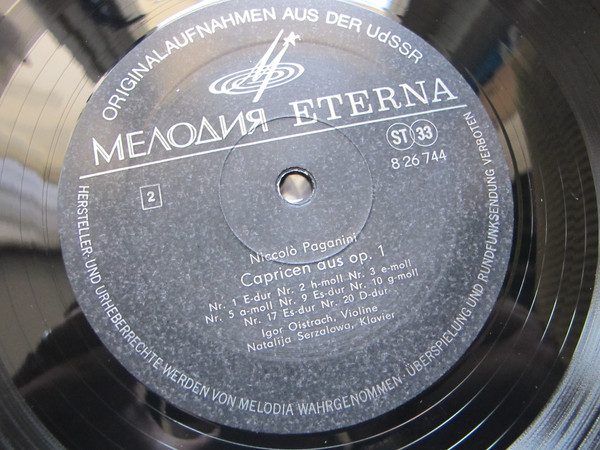 ORIGINALAUFNAHMEN AUS DER UdSSR
МЕЛОДИЯ ETERNA
ST 33
8 26 744
2
Niccolò Paganini
Capricen aus op. 1
Nr. 1 E-dur Nr. 2 h-moll Nr. 3 e-moll
Nr. 5 a-moll Nr. 9 Es-dur Nr. 10 g-moll
Nr. 17 Es-dur Nr. 20 D-dur
Igor Oistrach, Violine
Natalija Serzalowa, Klavier
HERSTELLER- UND URHEBERRECHTE WERDEN VON MELODIA WAHRGENOMMEN · ÜBERSPIELUNG UND RUNDFUNKSENDUNG VERBOTEN